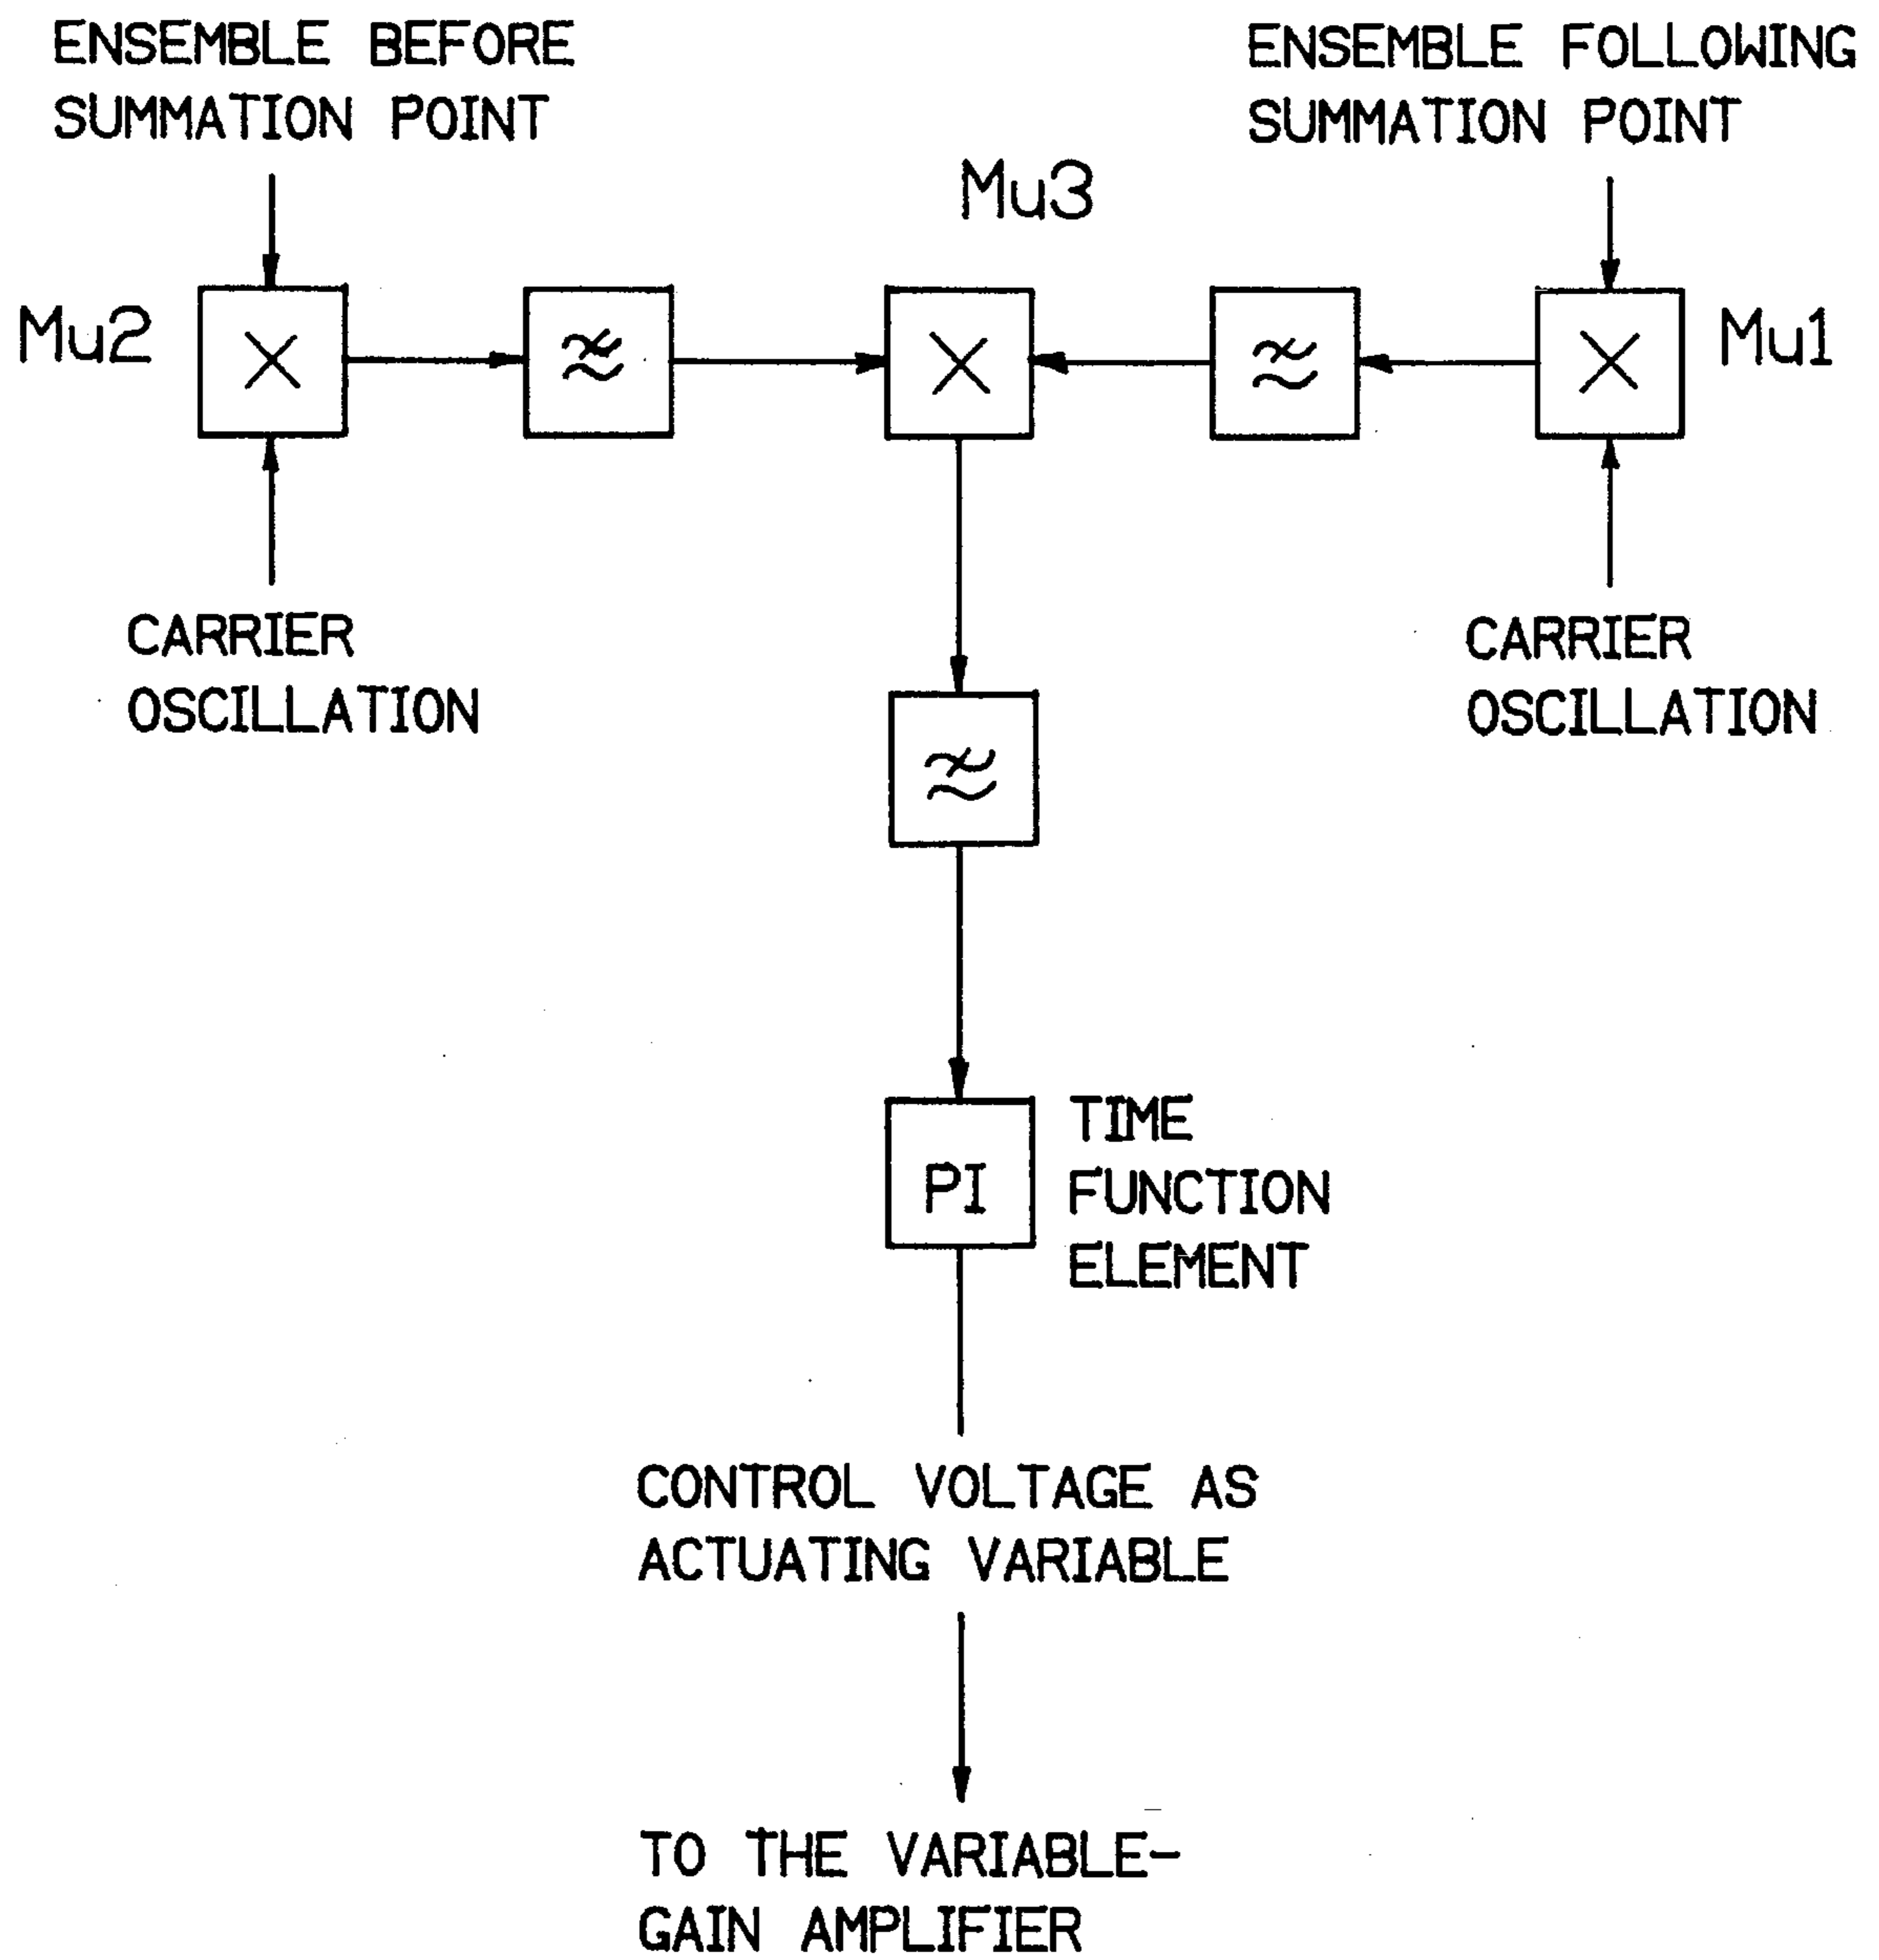 ENSEMBLE BEFORE
SUMMATION POINT
ENSEMBLE FOLLOWING
SUMMATION POINT
Mu3
Mu2
Mu1
CARRIER
OSCILLATION
CARRIER
OSCILLATION
PI
TIME
FUNCTION
ELEMENT
CONTROL VOLTAGE AS
ACTUATING VARIABLE
TO THE VARIABLE-
GAIN AMPLIFIER